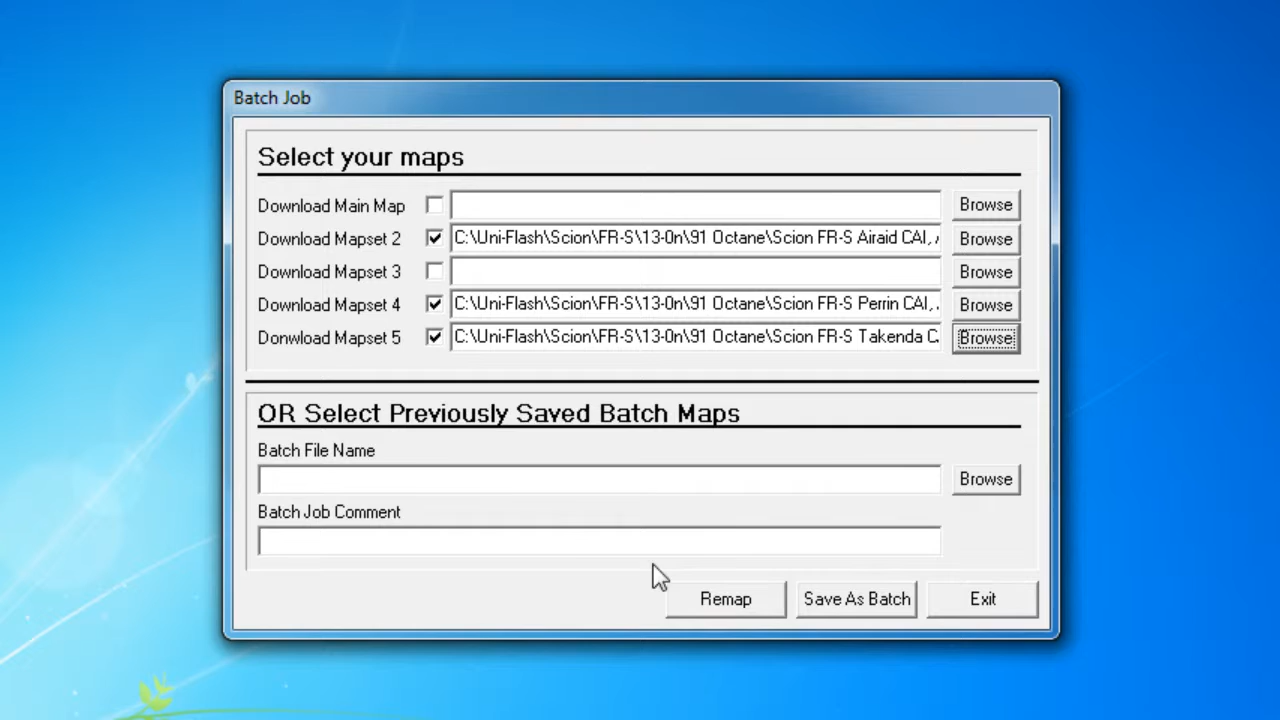 Batch Job
Select your maps
Download Main Map Browse
Download Mapset 2 C:\Uni-Flash\Scion\FR-S\13-0n\91 Octane\Scion FR-S Airaid CAI, Browse
Download Mapset 3 Browse
Download Mapset 4 C:\Uni-Flash\Scion\FR-S\13-0n\91 Octane\Scion FR-S Perrin CAI, Browse
Donwload Mapset 5 C:\Uni-Flash\Scion\FR-S\13-0n\91 Octane\Scion FR-S Takenda Browse
OR Select Previously Saved Batch Maps
Batch File Name
Browse
Batch Job Comment
Remap Save As Batch Exit